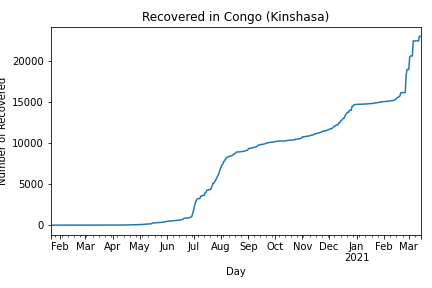 Recovered in Congo (Kinshasa)
Number of Recovered
20000
15000
10000
5000
0
Feb Mar Apr May Jun Jul Aug Sep Oct Nov Dec Jan Feb Mar
2021
Day